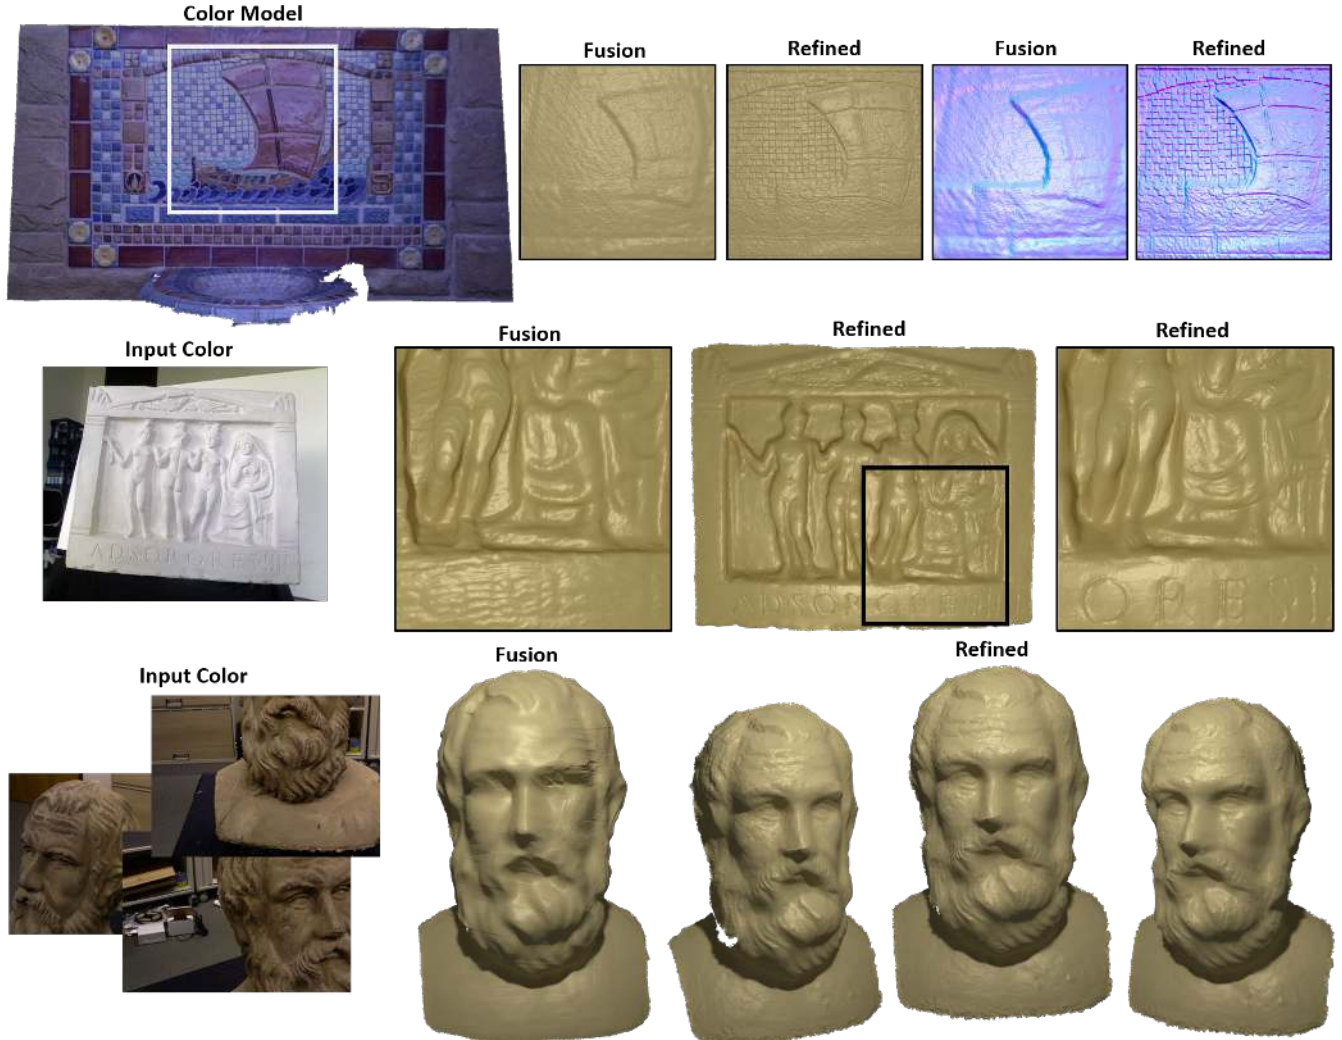 Color Model
Fusion
Refined
Fusion
Refined
Input Color
Fusion
Refined
Refined
Input Color
Fusion
Refined